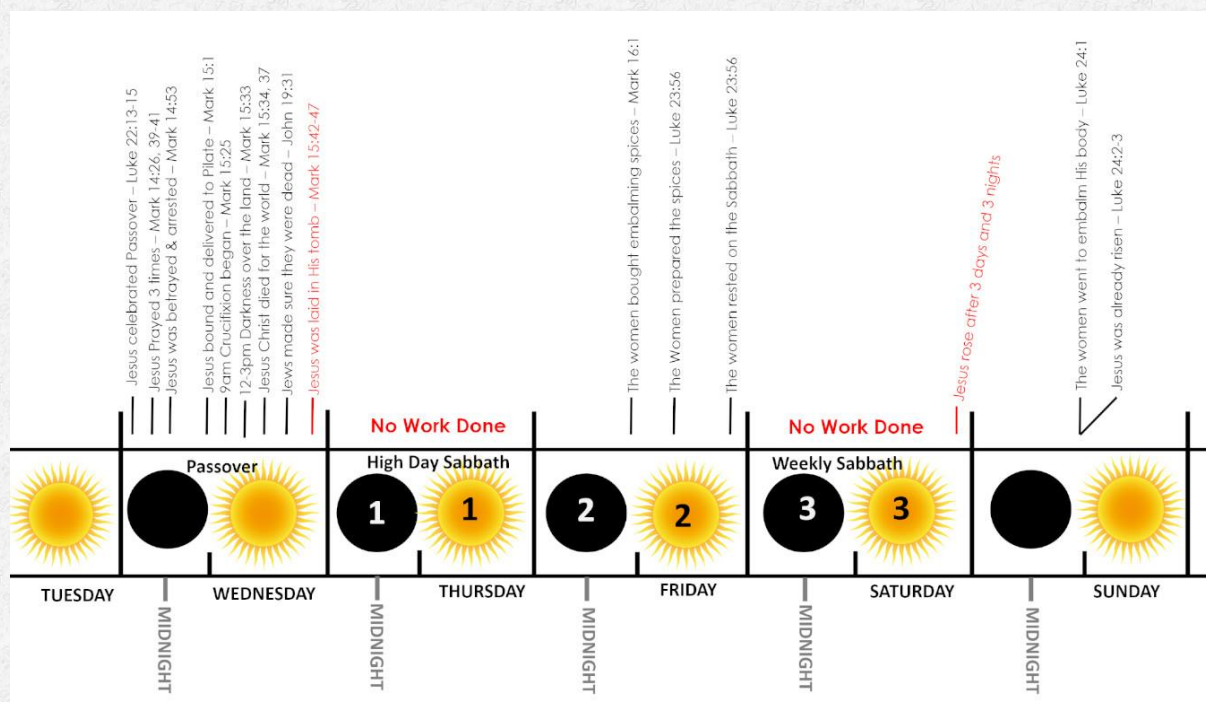 Jesus celebrated Passover – Luke 22:13-15
Jesus Prayed 3 times – Mark 14:26, 39-41
Jesus was betrayed & arrested – Mark 14:53
Jesus bound and delivered to Pilate – Mark 15:1
9am Crucifixion began – Mark 15:25
12-3pm Darkness over the land – Mark 15:33
Jesus Christ died for the world – Mark 15:34, 37
Jews made sure they were dead – John 19:31
Jesus was laid in His tomb – Mark 15:42-47
The women bought embalming spices – Mark 16:1
The Women prepared the spices – Luke 23:56
The women rested on the Sabbath – Luke 23:56
Jesus rose after 3 days and 3 nights
The women went to embalm His body – Luke 24:1
Jesus was already risen – Luke 24:2-3
No Work Done
No Work Done
Passover
High Day Sabbath
Weekly Sabbath
1
1
2
2
3
3
TUESDAY
WEDNESDAY
THURSDAY
FRIDAY
SATURDAY
SUNDAY
MIDNIGHT
MIDNIGHT
MIDNIGHT
MIDNIGHT
MIDNIGHT